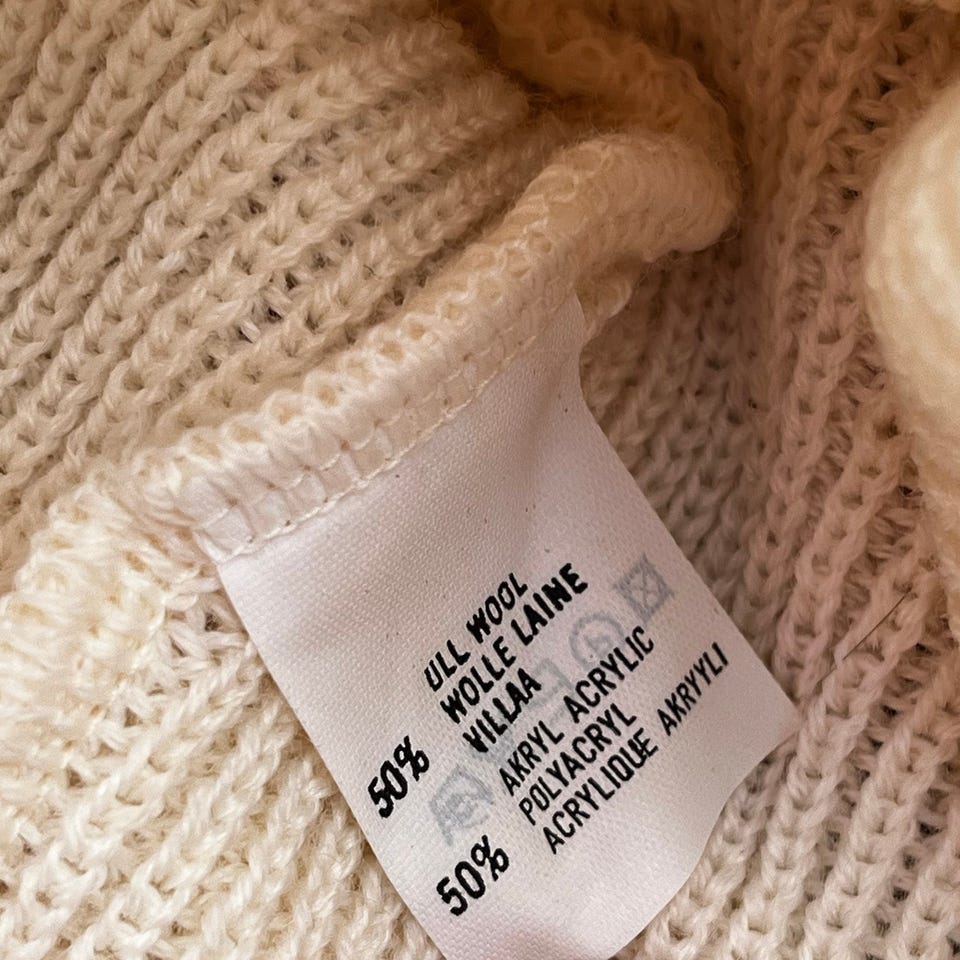 50% ULL WOOL
WOLLE LAINE
VILLAA
50% AKRYL ACRYLIC
POLYACRYL
ACRYLIQUE AKRYYLI